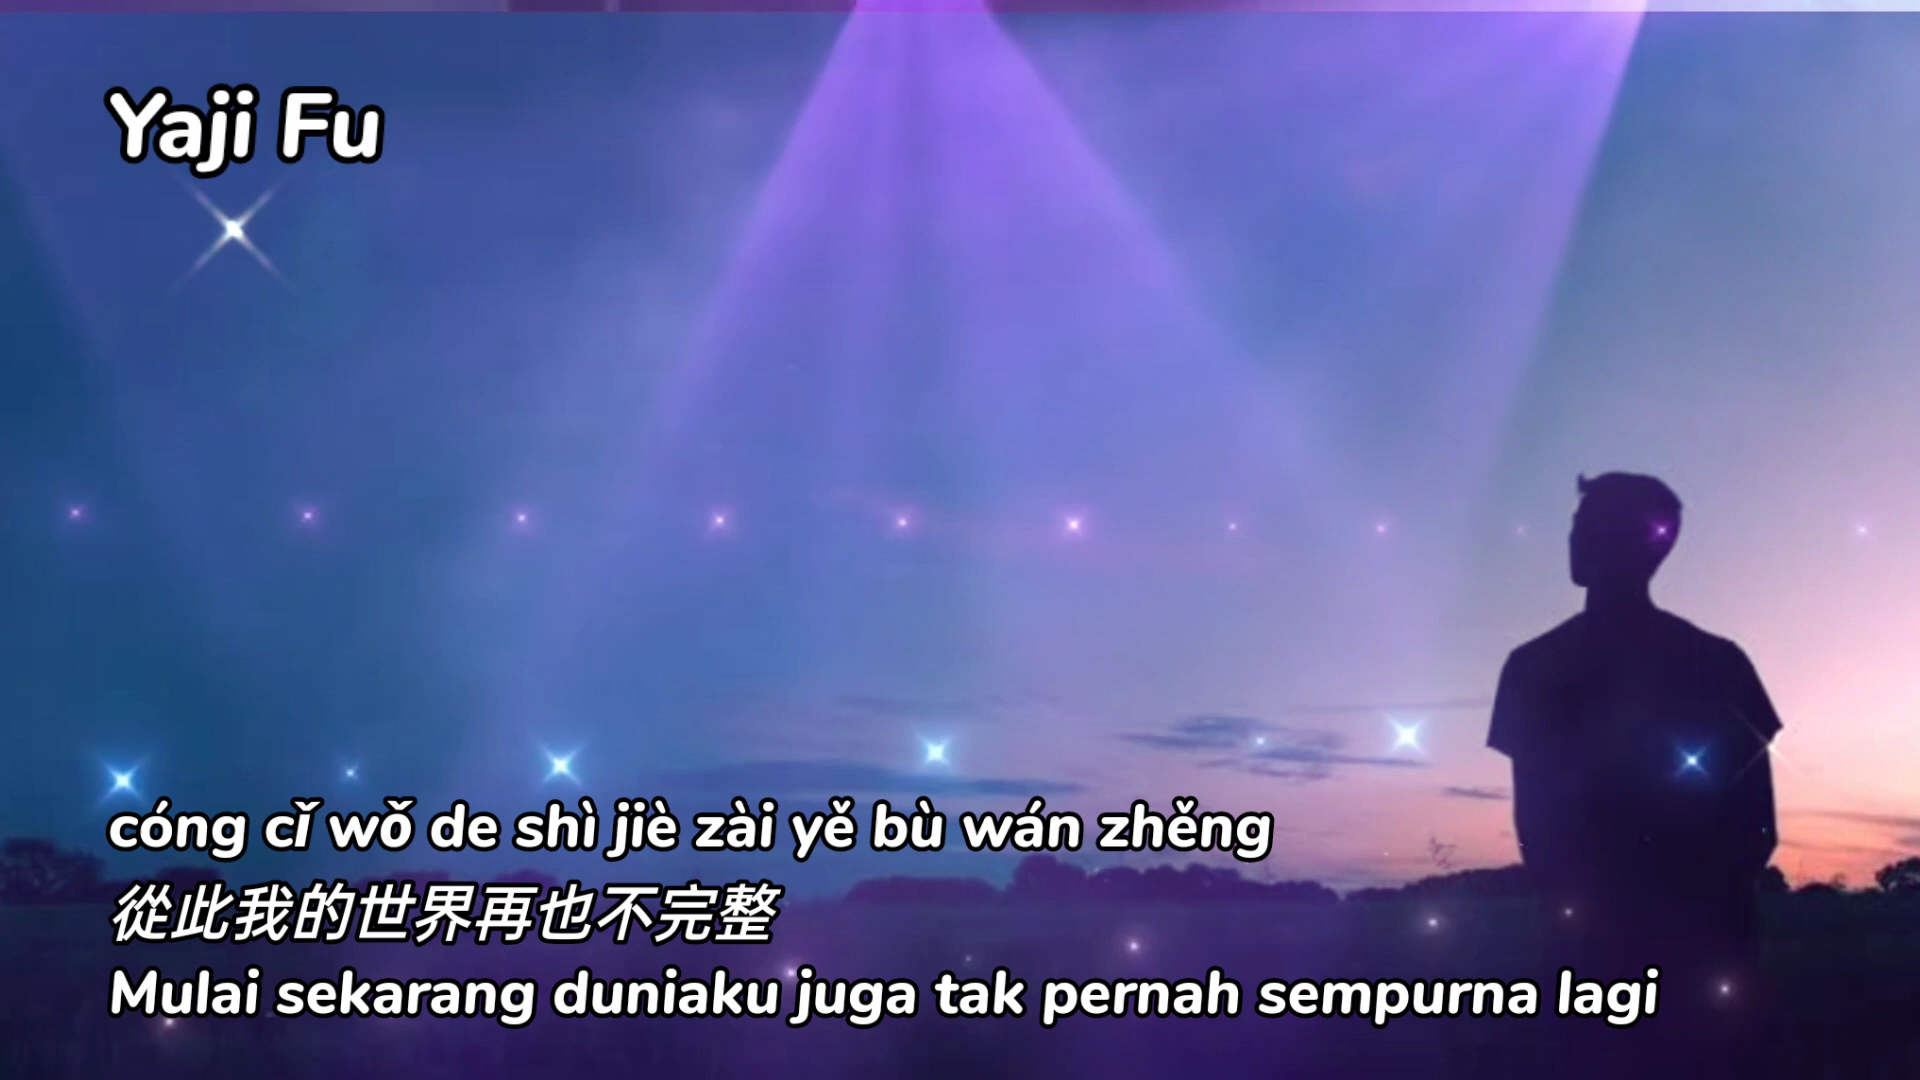 Yaji Fu
cóng cǐ wǒ de shì jiè zài yě bù wán zhěng
從此我的世界再也不完整
Mulai sekarang duniaku juga tak pernah sempurna lagi